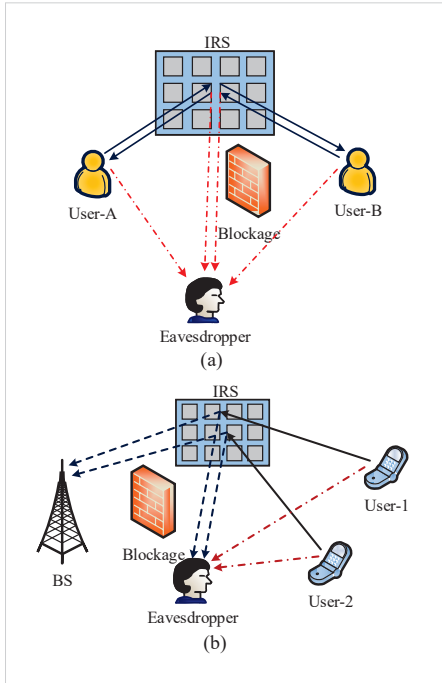 IRS
User-A
User-B
Blockage
Eavesdropper
(a)
IRS
User-1
Blockage
BS
User-2
Eavesdropper
(b)